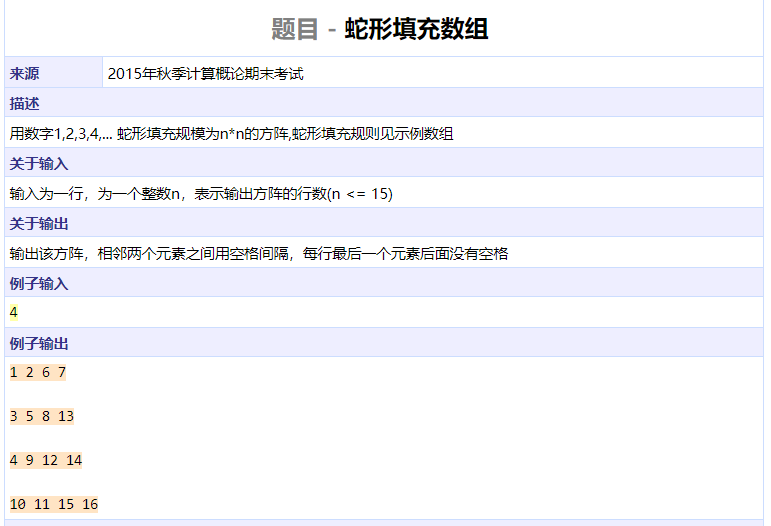 题目 - 蛇形填充数组
来源 2015年秋季计算概论期末考试
描述
用数字1,2,3,4,... 蛇形填充规模为n*n的方阵,蛇形填充规则见示例数组
关于输入
输入为一行，为一个整数n，表示输出方阵的行数(n <= 15)
关于输出
输出该方阵，相邻两个元素之间用空格间隔，每行最后一个元素后面没有空格
例子输入
4
例子输出
1 2 6 7
3 5 8 13
4 9 12 14
10 11 15 16